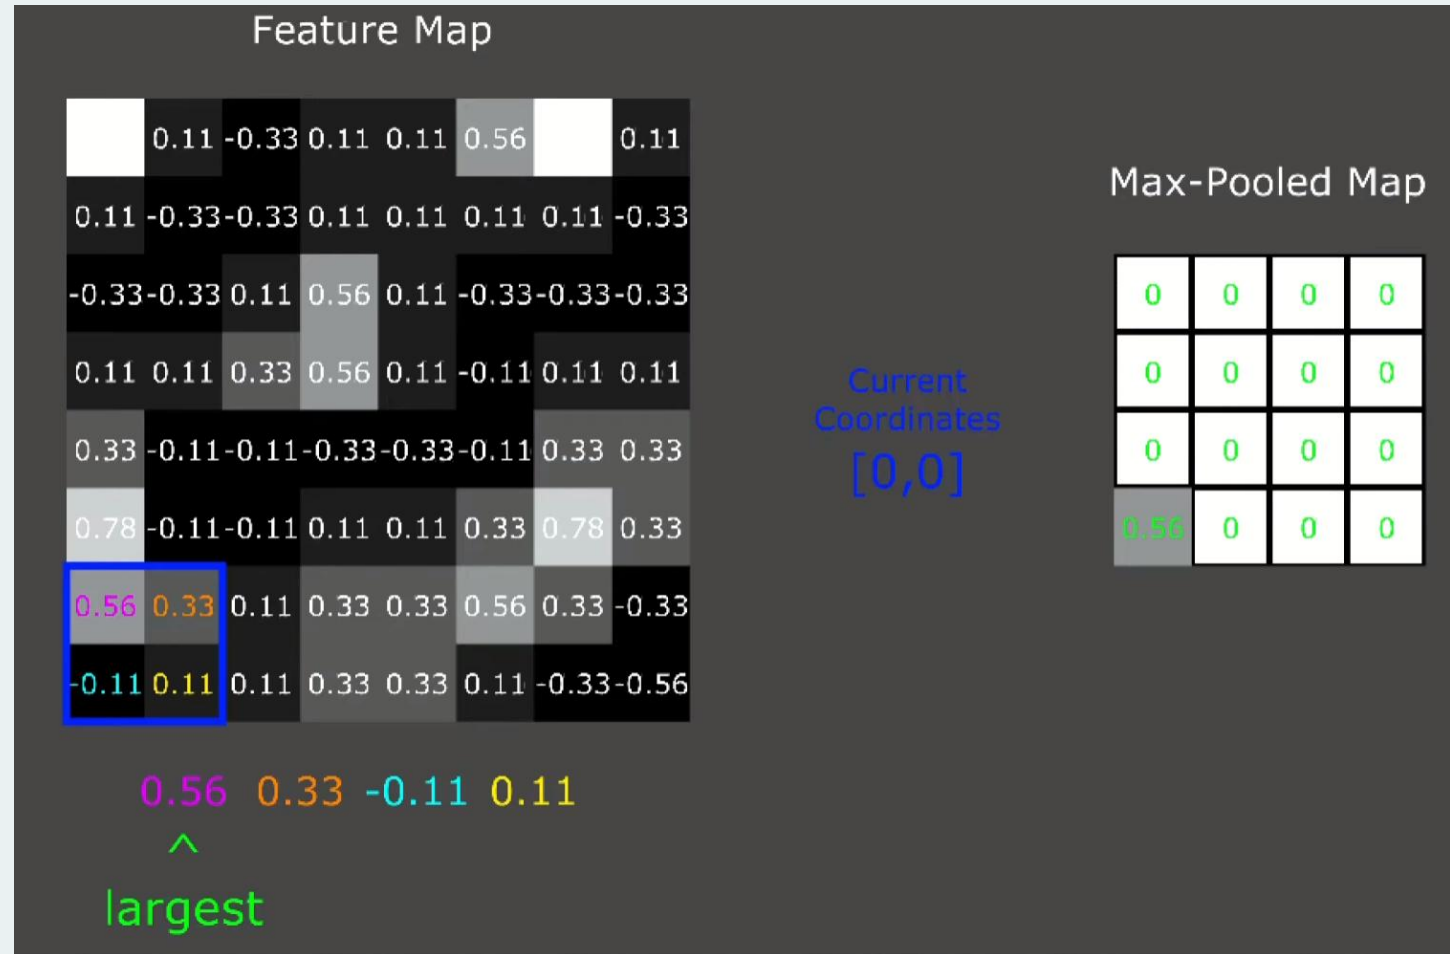 Feature Map
0.11 -0.33 0.11 0.11 0.56 0.11
0.11 -0.33 -0.33 0.11 0.11 0.11 0.11 -0.33
-0.33 -0.33 0.11 0.56 0.11 -0.33 -0.33 -0.33
0.11 0.11 0.33 0.56 0.11 -0.11 0.11 0.11
0.33 -0.11 -0.11 -0.33 -0.33 -0.11 0.33 0.33
0.78 -0.11 -0.11 0.11 0.11 0.33 0.78 0.33
0.56 0.33 0.11 0.33 0.33 0.56 0.33 -0.33
-0.11 0.11 0.11 0.33 0.33 0.11 -0.33 -0.56
0.56 0.33 -0.11 0.11
^
largest
Current
Coordinates
[0,0]
Max-Pooled Map
0 0 0 0
0 0 0 0
0 0 0 0
0.56 0 0 0